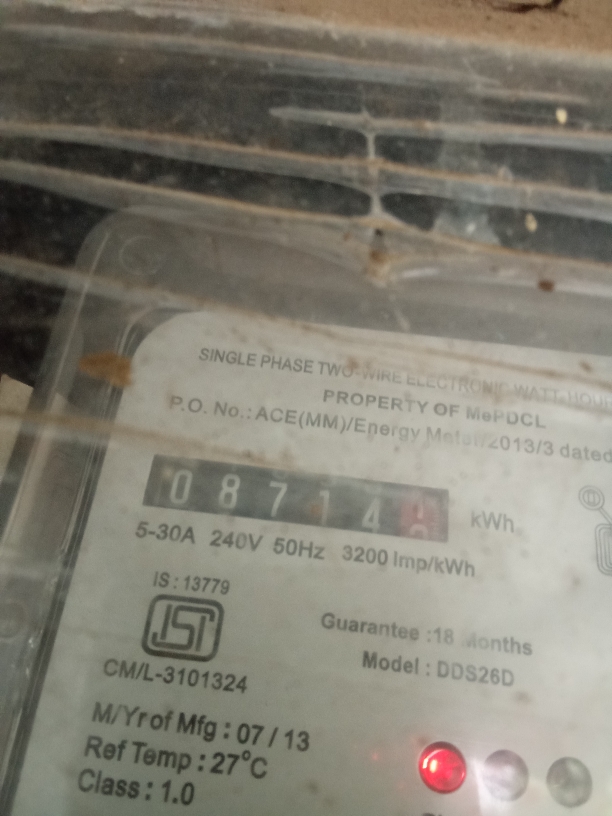 SINGLE PHASE TWO-WIRE ELECTRONIC WATT HOUR
PROPERTY OF MePDCL
P.O. No.: ACE(MM)/Energy Meter/2013/3 dated
0 8 7 1 4
kWh
5-30A 240V 50Hz 3200 Imp/kWh
IS : 13779
ISI
CM/L-3101324
Guarantee :18 Months
Model : DDS26D
M/Yr of Mfg : 07 / 13
Ref Temp : 27°C
Class : 1.0